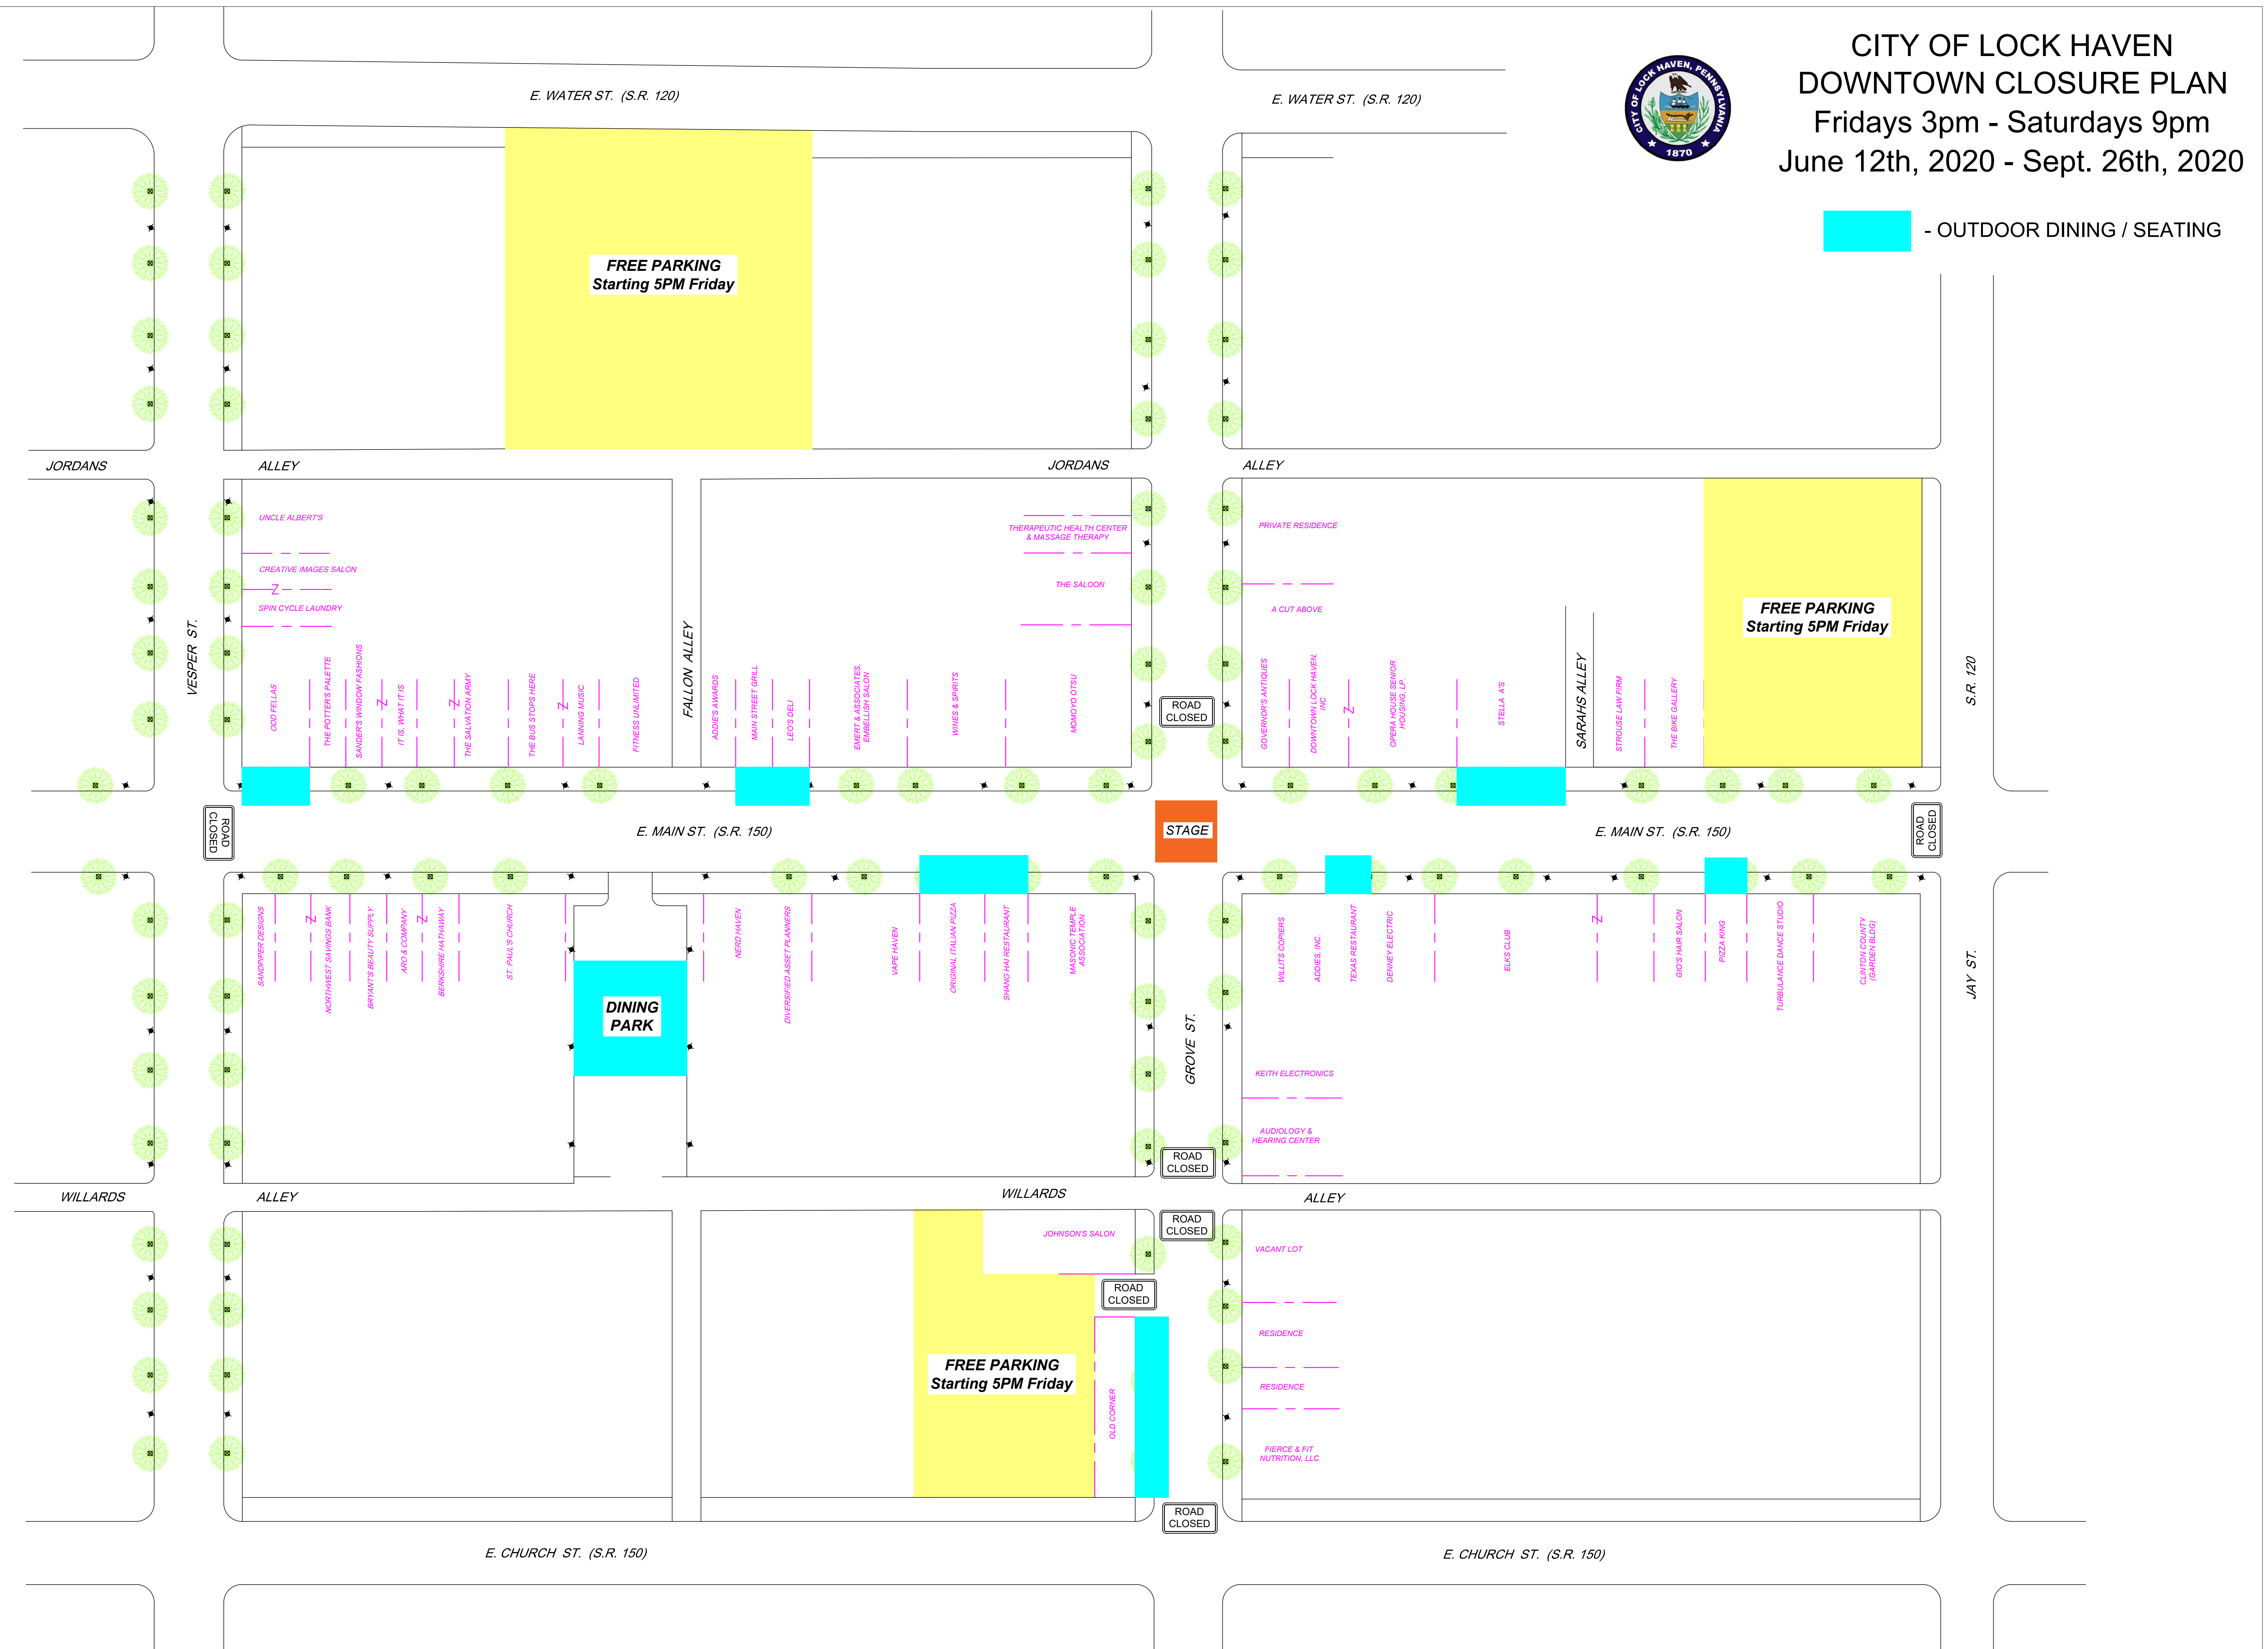 CITY OF LOCK HAVEN
DOWNTOWN CLOSURE PLAN
Fridays 3pm - Saturdays 9pm
June 12th, 2020 - Sept. 26th, 2020
CITY OF LOCK HAVEN, PENNSYLVANIA
1870
- OUTDOOR DINING / SEATING
E. WATER ST. (S.R. 120)
E. WATER ST. (S.R. 120)
FREE PARKING
Starting 5PM Friday
JORDANS
ALLEY
JORDANS
ALLEY
UNCLE ALBERT'S
CREATIVE IMAGES SALON
Z
SPIN CYCLE LAUNDRY
THERAPEUTIC HEALTH CENTER
& MASSAGE THERAPY
THE SALOON
PRIVATE RESIDENCE
A CUT ABOVE
FREE PARKING
Starting 5PM Friday
VESPER ST.
ODD FELLAS
THE POTTER'S PALETTE
SANDER'S WINDOW FASHIONS
Z
IT IS, WHAT IT IS
Z
THE SALVATION ARMY
THE BUS STOPS HERE
Z
LANNING MUSIC
FITNESS UNLIMITED
FALLON ALLEY
ADDIE'S AWARDS
MAIN STREET GRILL
LEO'S DELI
EMERT & ASSOCIATES,
EMBELLISH SALON
WINES & SPIRITS
MOMOYO OTSU
ROAD
CLOSED
GOVERNOR'S ANTIQUES
DOWNTOWN LOCK HAVEN,
INC
Z
OPERA HOUSE SENIOR
HOUSING, LP.
STELLA A'S
SARAHS ALLEY
STROUSE LAW FIRM
THE BIKE GALLERY
S.R. 120
ROAD
CLOSED
E. MAIN ST. (S.R. 150)
STAGE
E. MAIN ST. (S.R. 150)
ROAD
CLOSED
SANDPIPER DESIGNS
Z
NORTHWEST SAVINGS BANK
BRYANT'S BEAUTY SUPPLY
ARO & COMPANY
Z
BERKSHIRE HATHAWAY
ST. PAUL'S CHURCH
DINING
PARK
NERD HAVEN
DIVERSIFIED ASSET PLANNERS
VAPE HAVEN
ORIGINAL ITALIAN PIZZA
SHANG HAI RESTAURANT
MASONIC TEMPLE
ASSOCIATION
GROVE ST.
WILLITS COPIERS
ADDIES, INC.
TEXAS RESTAURANT
DENNEY ELECTRIC
ELKS CLUB
Z
GIO'S HAIR SALON
PIZZA KING
TURBULANCE DANCE STUDIO
CLINTON COUNTY
(GARDEN BLDG)
JAY ST.
KEITH ELECTRONICS
AUDIOLOGY &
HEARING CENTER
ROAD
CLOSED
WILLARDS
ALLEY
WILLARDS
ALLEY
ROAD
CLOSED
JOHNSON'S SALON
VACANT LOT
ROAD
CLOSED
RESIDENCE
FREE PARKING
Starting 5PM Friday
RESIDENCE
OLD CORNER
FIERCE & FIT
NUTRITION, LLC
ROAD
CLOSED
E. CHURCH ST. (S.R. 150)
E. CHURCH ST. (S.R. 150)